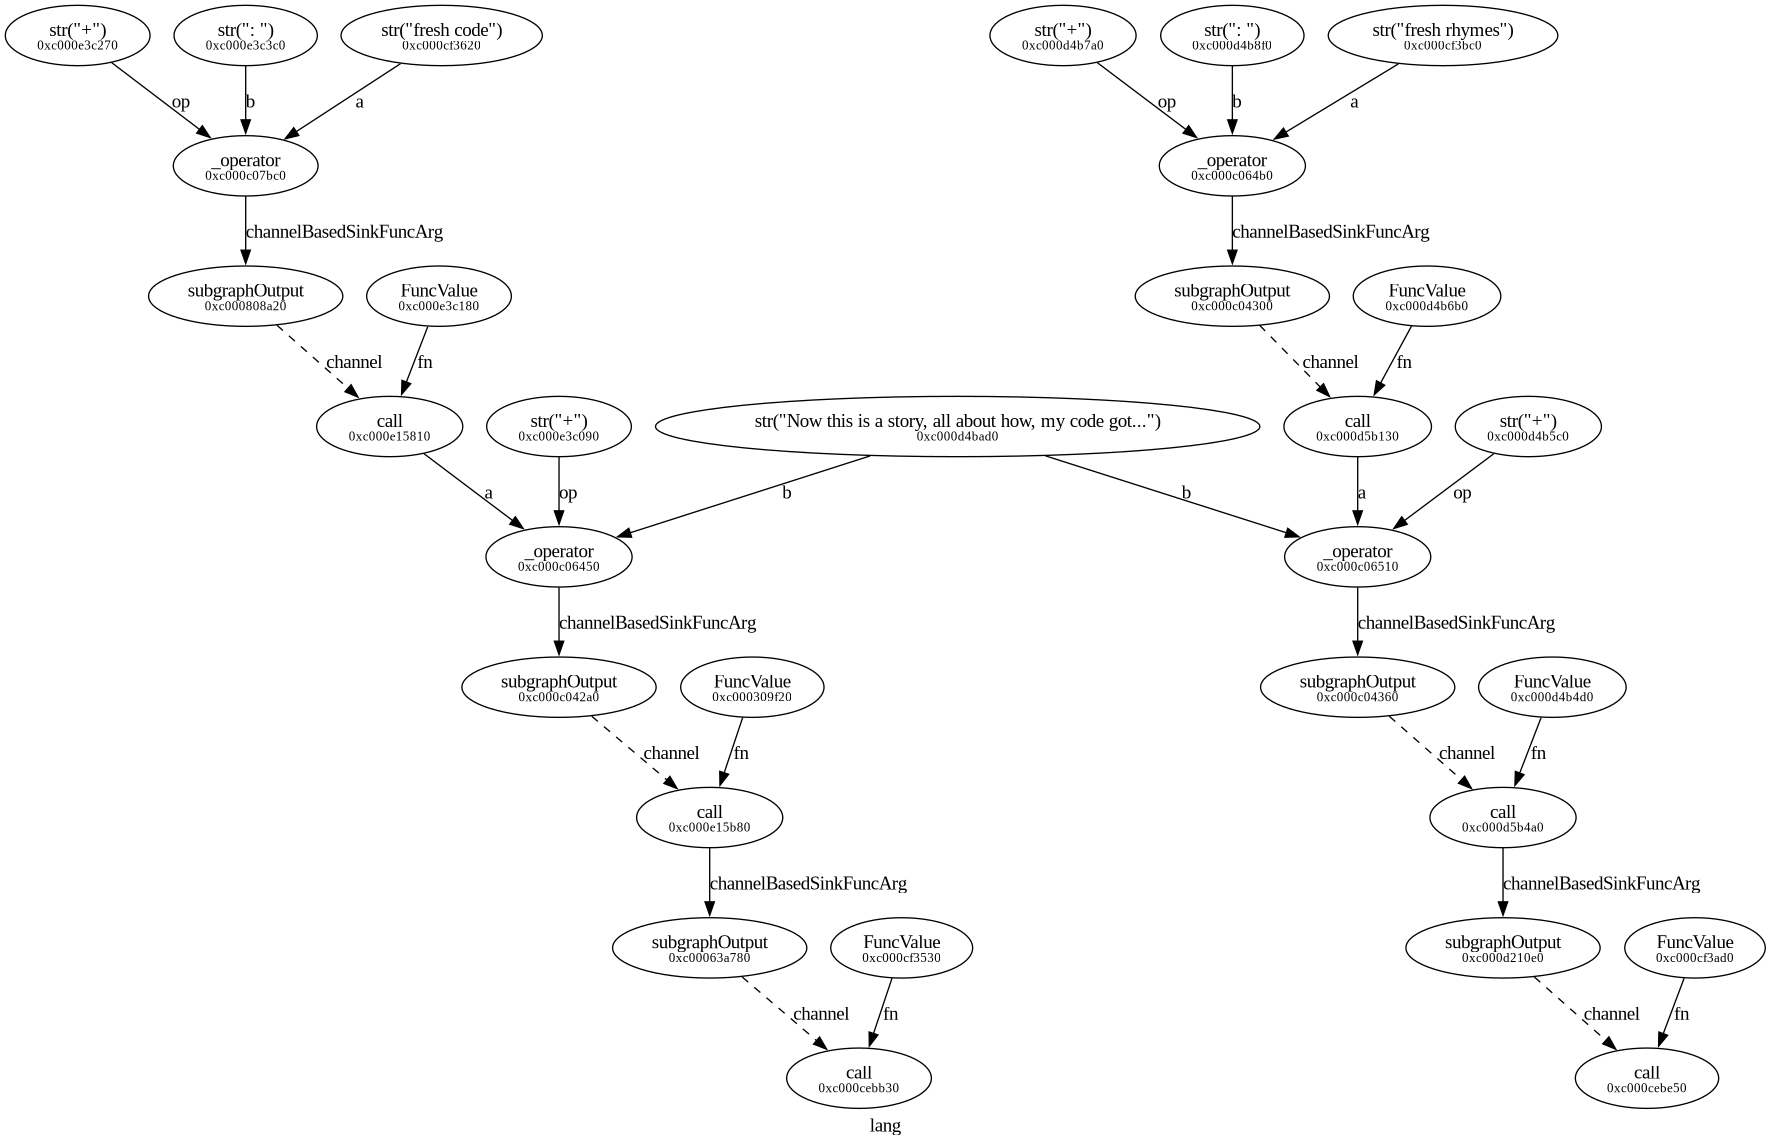 str("+")
0xc000e3c270
str(": ")
0xc000e3c3c0
str("fresh code")
0xc000cf3620
str("+")
0xc000d4b7a0
str(": ")
0xc000d4b8f0
str("fresh rhymes")
0xc000cf3bc0
op
b
a
op
b
a
_operator
0xc000c07bc0
_operator
0xc000c064b0
channelBasedSinkFuncArg
channelBasedSinkFuncArg
subgraphOutput
0xc000808a20
FuncValue
0xc000e3c180
subgraphOutput
0xc000c04300
FuncValue
0xc000d4b6b0
channel
fn
channel
fn
call
0xc000e15810
str("+")
0xc000e3c090
str("Now this is a story, all about how, my code got...")
0xc000d4bad0
call
0xc000d5b130
str("+")
0xc000d4b5c0
a
op
b
b
a
op
_operator
0xc000c06450
_operator
0xc000c06510
channelBasedSinkFuncArg
channelBasedSinkFuncArg
subgraphOutput
0xc000c042a0
FuncValue
0xc000309f20
subgraphOutput
0xc000c04360
FuncValue
0xc000d4b4d0
channel
fn
channel
fn
call
0xc000e15b80
call
0xc000d5b4a0
channelBasedSinkFuncArg
channelBasedSinkFuncArg
subgraphOutput
0xc00063a780
FuncValue
0xc000cf3530
subgraphOutput
0xc000d210e0
FuncValue
0xc000cf3ad0
channel
fn
channel
fn
call
0xc000cebb30
call
0xc000cebe50
lang